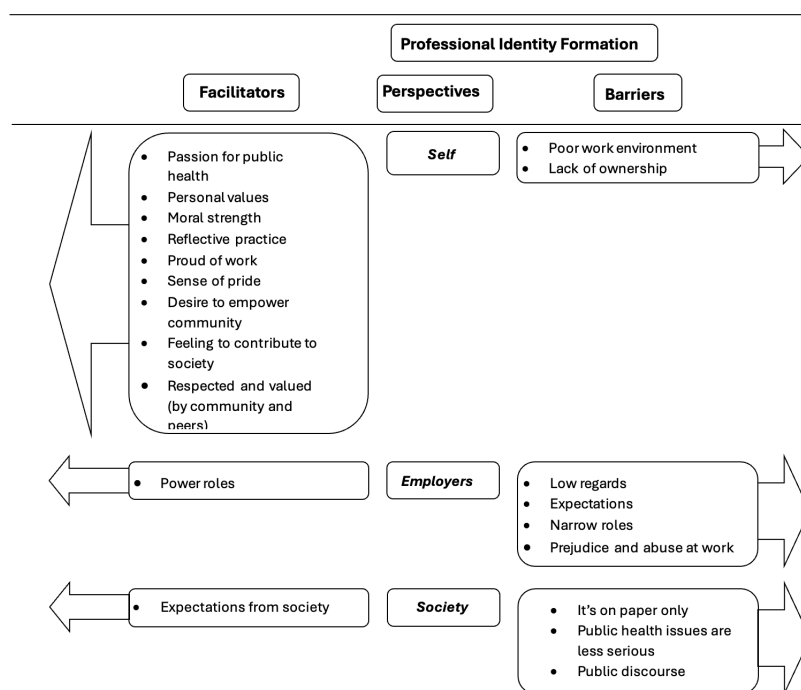 Professional Identity Formation
Facilitators
Perspectives
Barriers
• Passion for public
health
• Personal values
• Moral strength
• Reflective practice
• Proud of work
• Sense of pride
• Desire to empower
community
• Feeling to contribute to
society
• Respected and valued
(by community and
peers)
Self
• Poor work environment
• Lack of ownership
• Power roles
Employers
• Low regards
• Expectations
• Narrow roles
• Prejudice and abuse at work
• Expectations from society
Society
• It's on paper only
• Public health issues are
less serious
• Public discourse